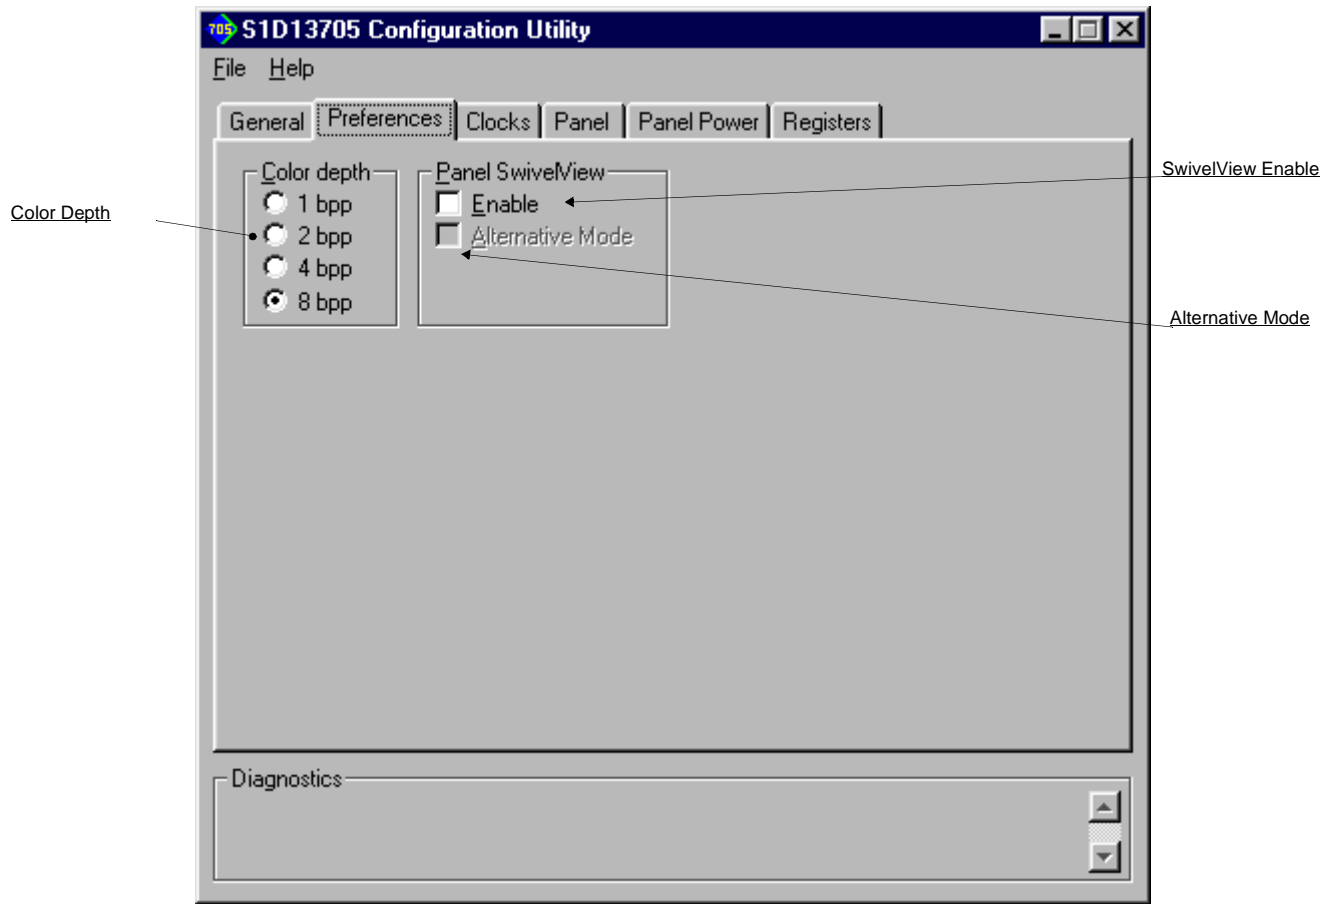 705 S1D13705 Configuration Utility
File Help
General Preferences Clocks Panel Panel Power Registers
Color depth
1 bpp
2 bpp
4 bpp
8 bpp
Panel SwivelView
Enable
Alternative Mode
SwivelView Enable
Color Depth
Alternative Mode
Diagnostics